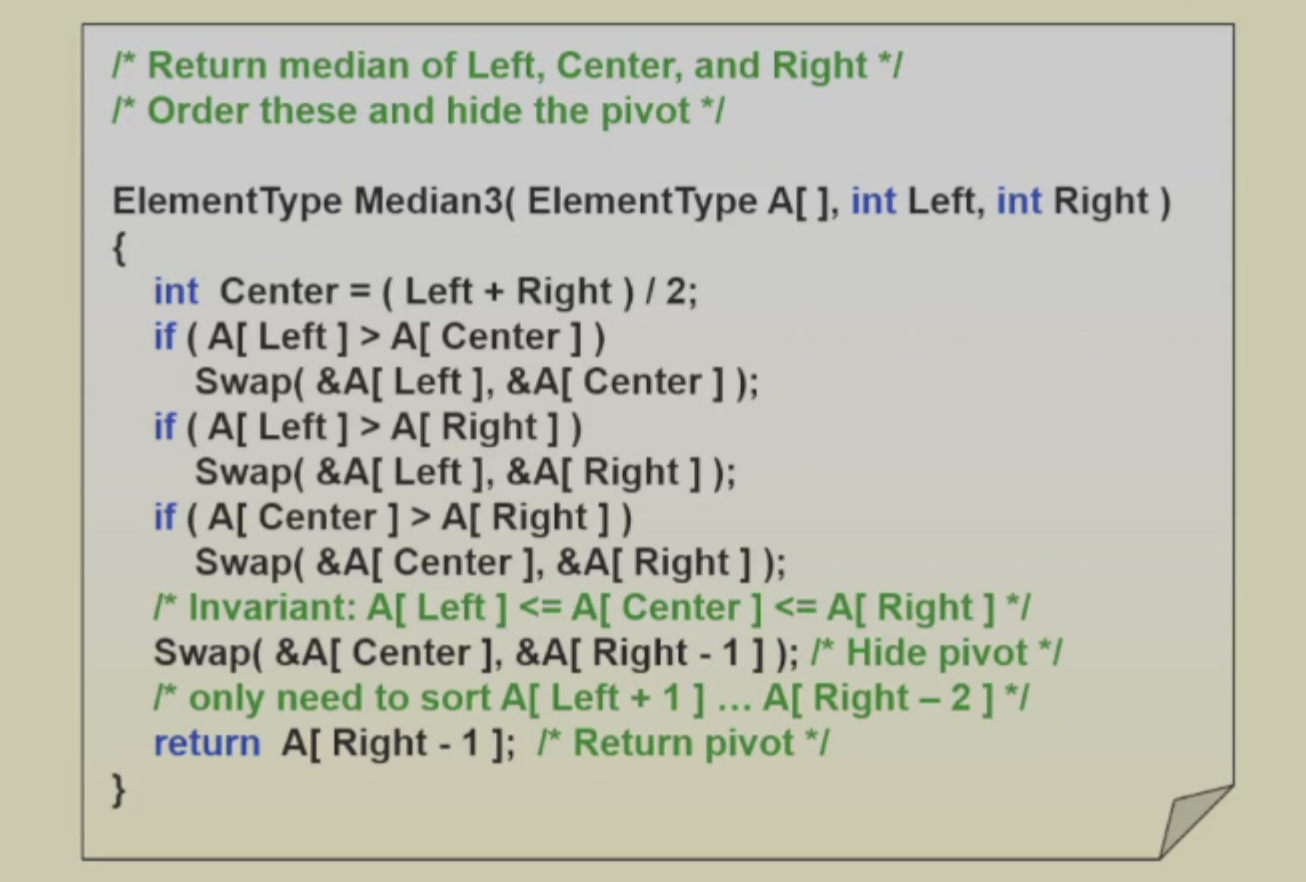 /* Return median of Left, Center, and Right */
/* Order these and hide the pivot */
ElementType Median3( ElementType A[ ], int Left, int Right )
{
int Center = ( Left + Right ) / 2;
if ( A[ Left ] > A[ Center ] )
Swap( &A[ Left ], &A[ Center ] );
if ( A[ Left ] > A[ Right ] )
Swap( &A[ Left ], &A[ Right ] );
if ( A[ Center ] > A[ Right ] )
Swap( &A[ Center ], &A[ Right ] );
/* Invariant: A[ Left ] <= A[ Center ] <= A[ Right ] */
Swap( &A[ Center ], &A[ Right - 1 ] ); /* Hide pivot */
/* only need to sort A[ Left + 1 ] … A[ Right – 2 ] */
return A[ Right - 1 ]; /* Return pivot */
}